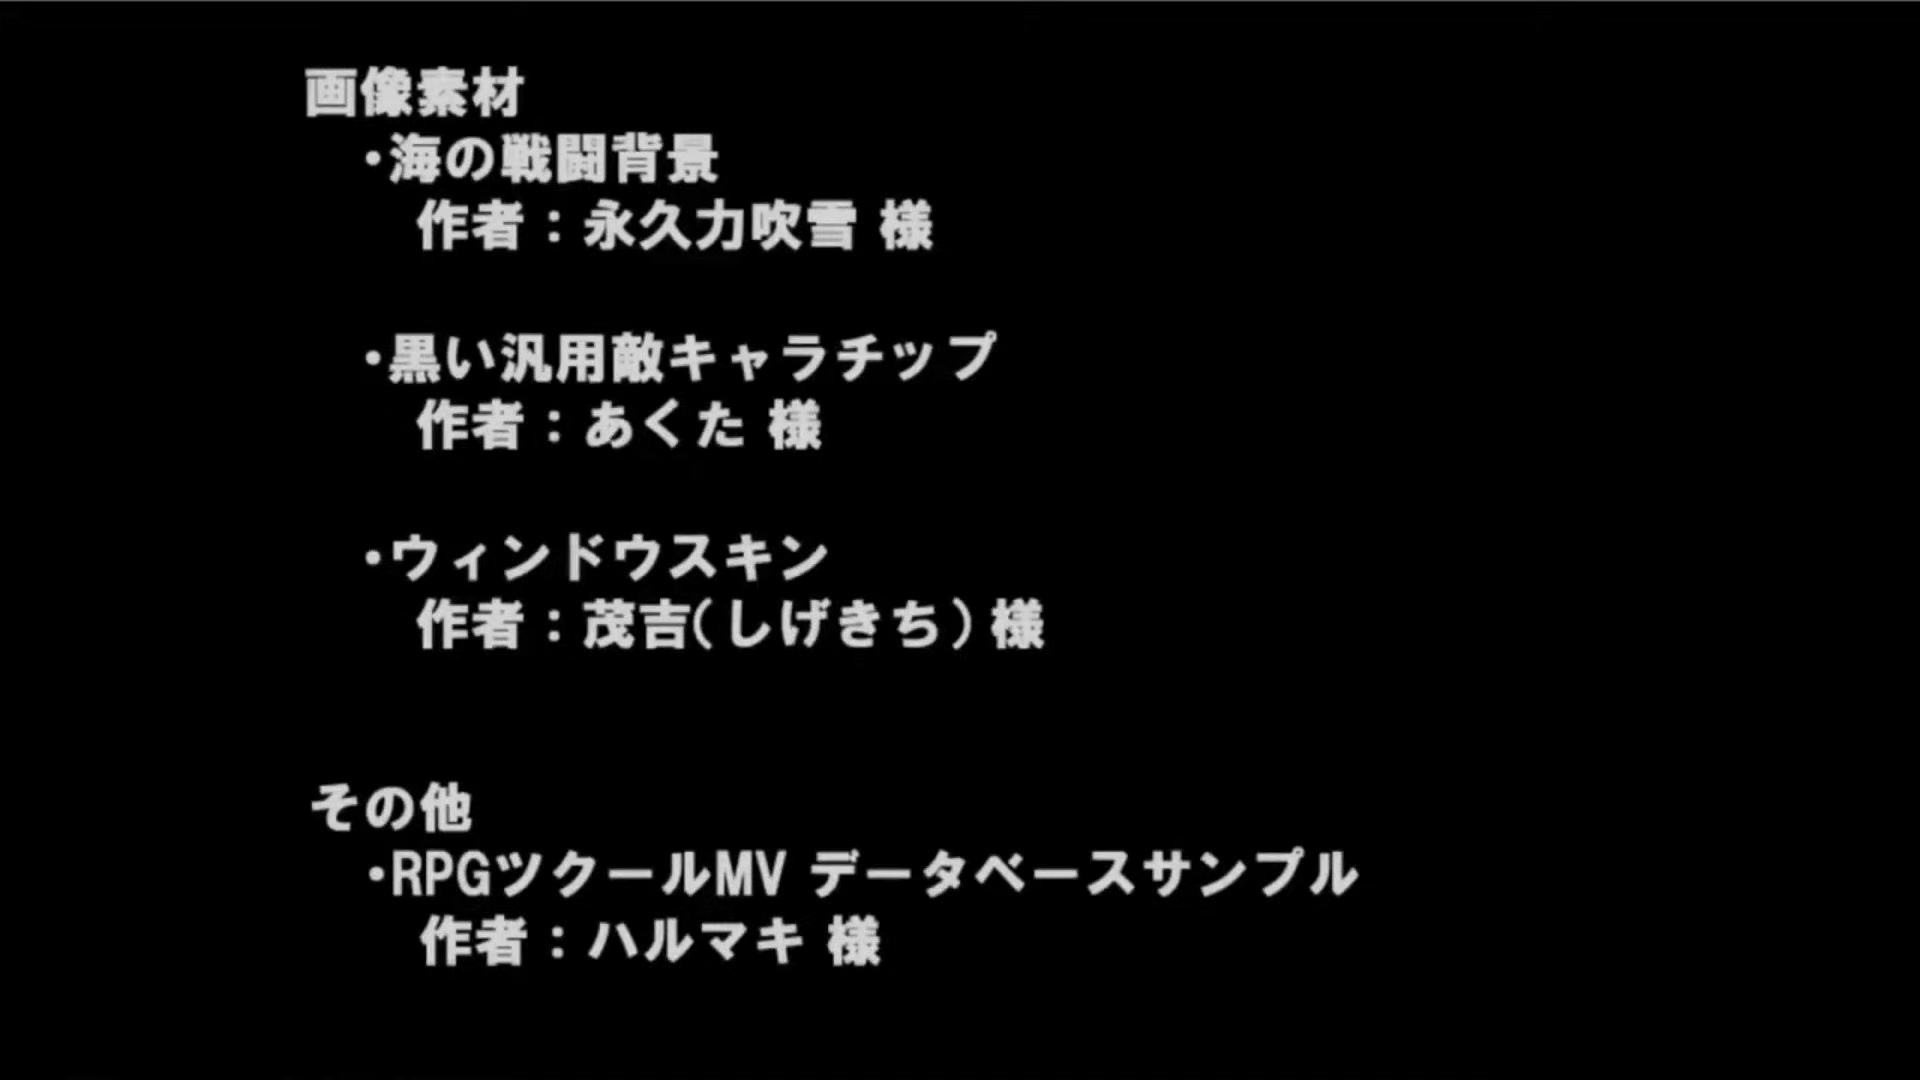 画像素材
・海の戦闘背景
作者：永久力吹雪 様
・黒い汎用敵キャラチップ
作者：あくた 様
・ウィンドウスキン
作者：茂吉(しげきち) 様
その他
・RPGツクールMV データベースサンプル
作者：ハルマキ 様